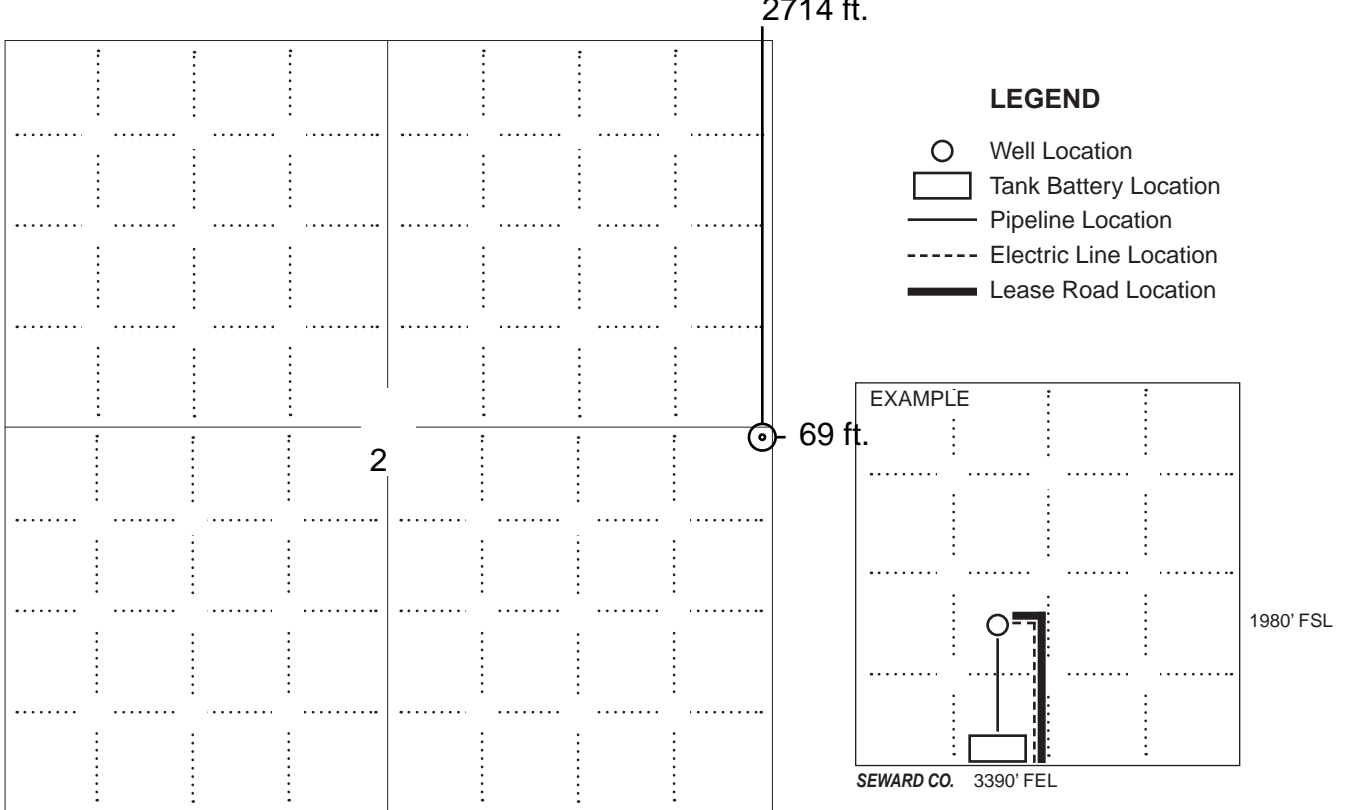 2714 ft.
LEGEND
Well Location
Tank Battery Location
Pipeline Location
Electric Line Location
Lease Road Location
EXAMPLE
69 ft.
2
1980' FSL
SEWARD CO. 3390' FEL